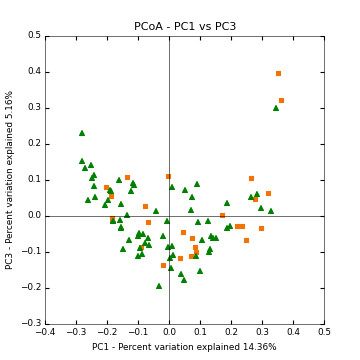 PCoA - PC1 vs PC3
0.5
0.4
0.3
0.2
0.1
0.0
−0.1
−0.2
−0.3
PC3 - Percent variation explained 5.16%
−0.4 −0.3 −0.2 −0.1 0.0 0.1 0.2 0.3 0.4 0.5
PC1 - Percent variation explained 14.36%